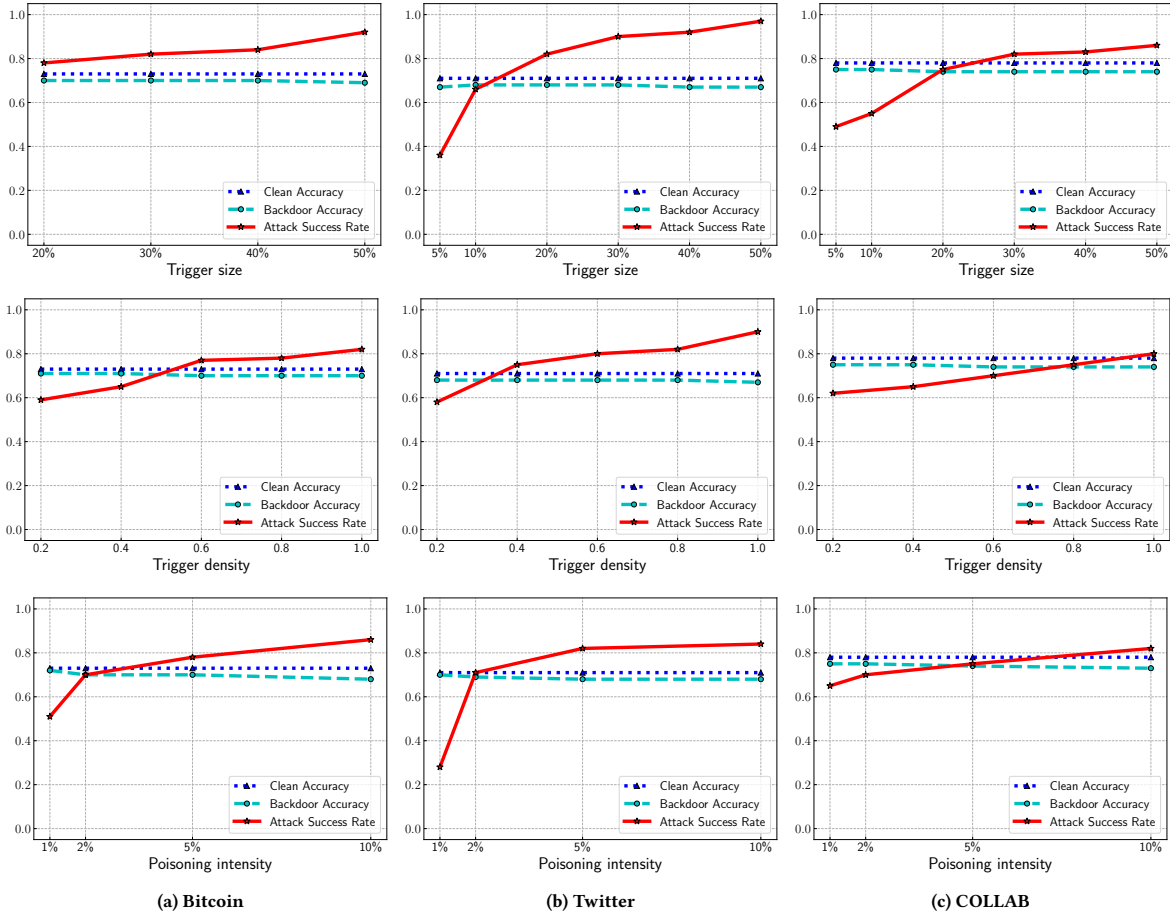 1.0
0.8
0.6
0.4
0.2
0.0
Clean Accuracy
Backdoor Accuracy
Attack Success Rate
20% 30% 40% 50%
Trigger size
1.0
0.8
0.6
0.4
0.2
0.0
Clean Accuracy
Backdoor Accuracy
Attack Success Rate
5% 10% 20% 30% 40% 50%
Trigger size
1.0
0.8
0.6
0.4
0.2
0.0
Clean Accuracy
Backdoor Accuracy
Attack Success Rate
5% 10% 20% 30% 40% 50%
Trigger size
1.0
0.8
0.6
0.4
0.2
0.0
Clean Accuracy
Backdoor Accuracy
Attack Success Rate
0.2 0.4 0.6 0.8 1.0
Trigger density
1.0
0.8
0.6
0.4
0.2
0.0
Clean Accuracy
Backdoor Accuracy
Attack Success Rate
0.2 0.4 0.6 0.8 1.0
Trigger density
1.0
0.8
0.6
0.4
0.2
0.0
Clean Accuracy
Backdoor Accuracy
Attack Success Rate
0.2 0.4 0.6 0.8 1.0
Trigger density
1.0
0.8
0.6
0.4
0.2
0.0
Clean Accuracy
Backdoor Accuracy
Attack Success Rate
1% 2% 5% 10%
Poisoning intensity
1.0
0.8
0.6
0.4
0.2
0.0
Clean Accuracy
Backdoor Accuracy
Attack Success Rate
1% 2% 5% 10%
Poisoning intensity
1.0
0.8
0.6
0.4
0.2
0.0
Clean Accuracy
Backdoor Accuracy
Attack Success Rate
1% 2% 5% 10%
Poisoning intensity
(a) Bitcoin
(b) Twitter
(c) COLLAB